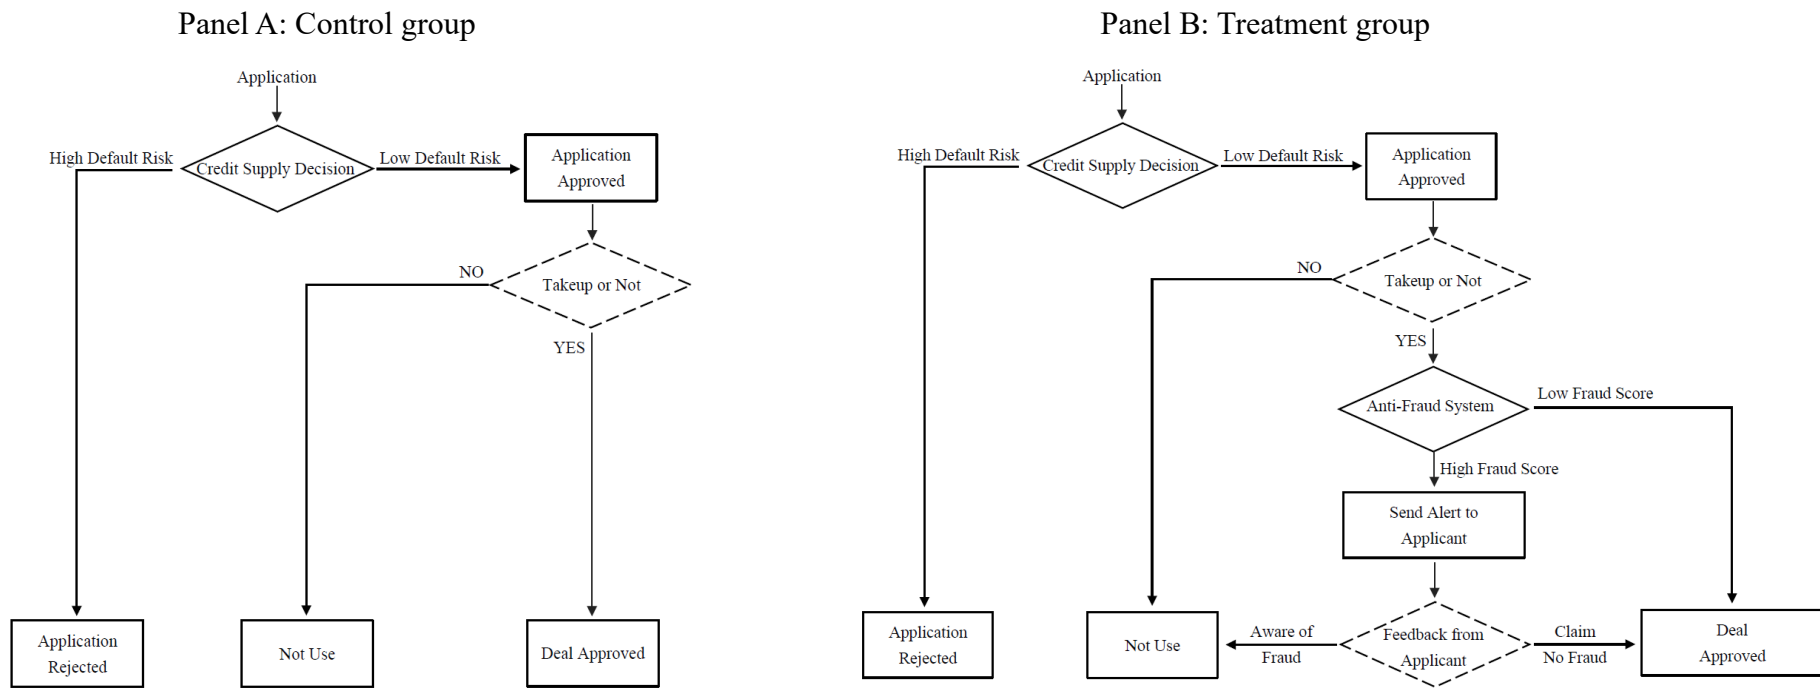 Panel A: Control group
Application
High Default Risk
Credit Supply Decision
Low Default Risk
Application
Approved
NO
Takeup or Not
YES
Application
Rejected
Not Use
Deal Approved
Panel B: Treatment group
Application
High Default Risk
Credit Supply Decision
Low Default Risk
Application
Approved
NO
Takeup or Not
YES
Anti-Fraud System
Low Fraud Score
High Fraud Score
Send Alert to
Applicant
Application
Rejected
Not Use
Aware of
Fraud
Feedback from
Applicant
Claim
No Fraud
Deal
Approved